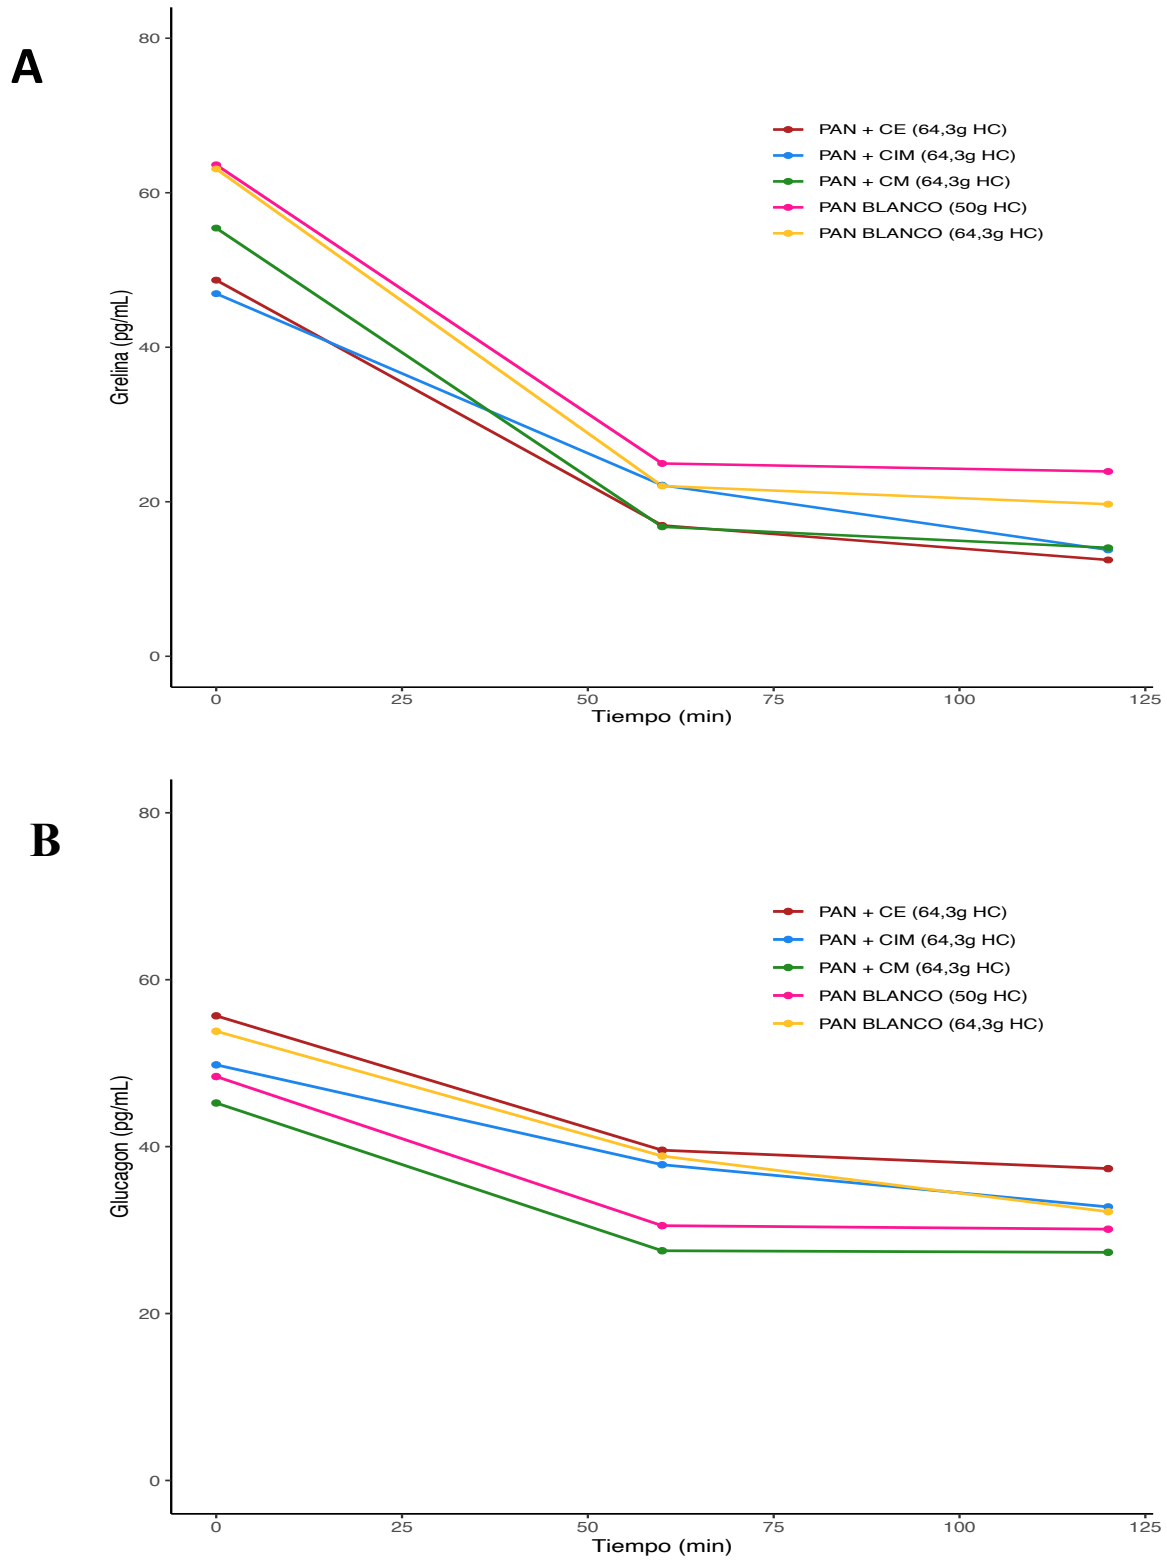 A
80
60
40
20
0
Grelina (pg/mL)
PAN + CE (64,3g HC)
PAN + CIM (64,3g HC)
PAN + CM (64,3g HC)
PAN BLANCO (50g HC)
PAN BLANCO (64,3g HC)
0 25 50 75 100 125
Tiempo (min)
B
80
60
40
20
0
Glucagon (pg/mL)
PAN + CE (64,3g HC)
PAN + CIM (64,3g HC)
PAN + CM (64,3g HC)
PAN BLANCO (50g HC)
PAN BLANCO (64,3g HC)
0 25 50 75 100 125
Tiempo (min)